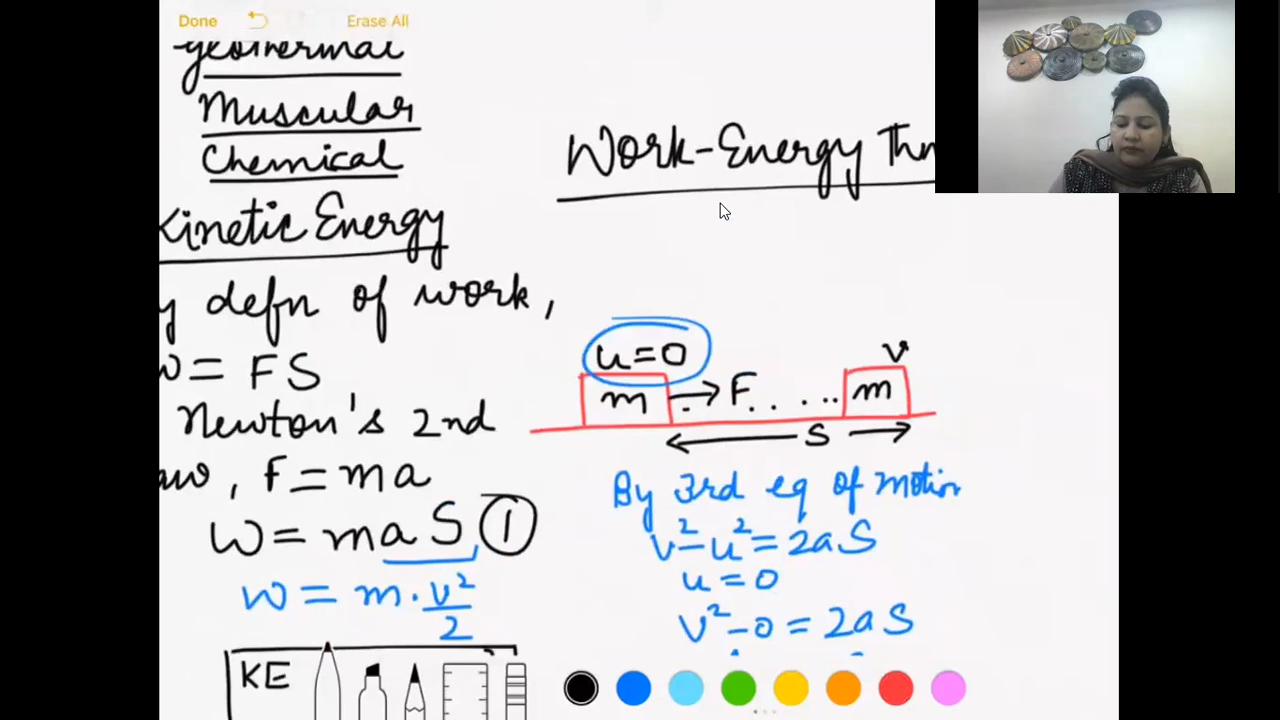 Done
Erase All
geothermal
Muscular
Chemical
Kinetic Energy
y defn of work,
W = FS
Newton's 2nd
aw, F = ma
W = maS ①
W = m·v²/2
KE
Work-Energy Thm
u=0
v
m → F..... m
S
By 3rd eq of motion
v²-u² = 2aS
u = 0
v²-0 = 2aS